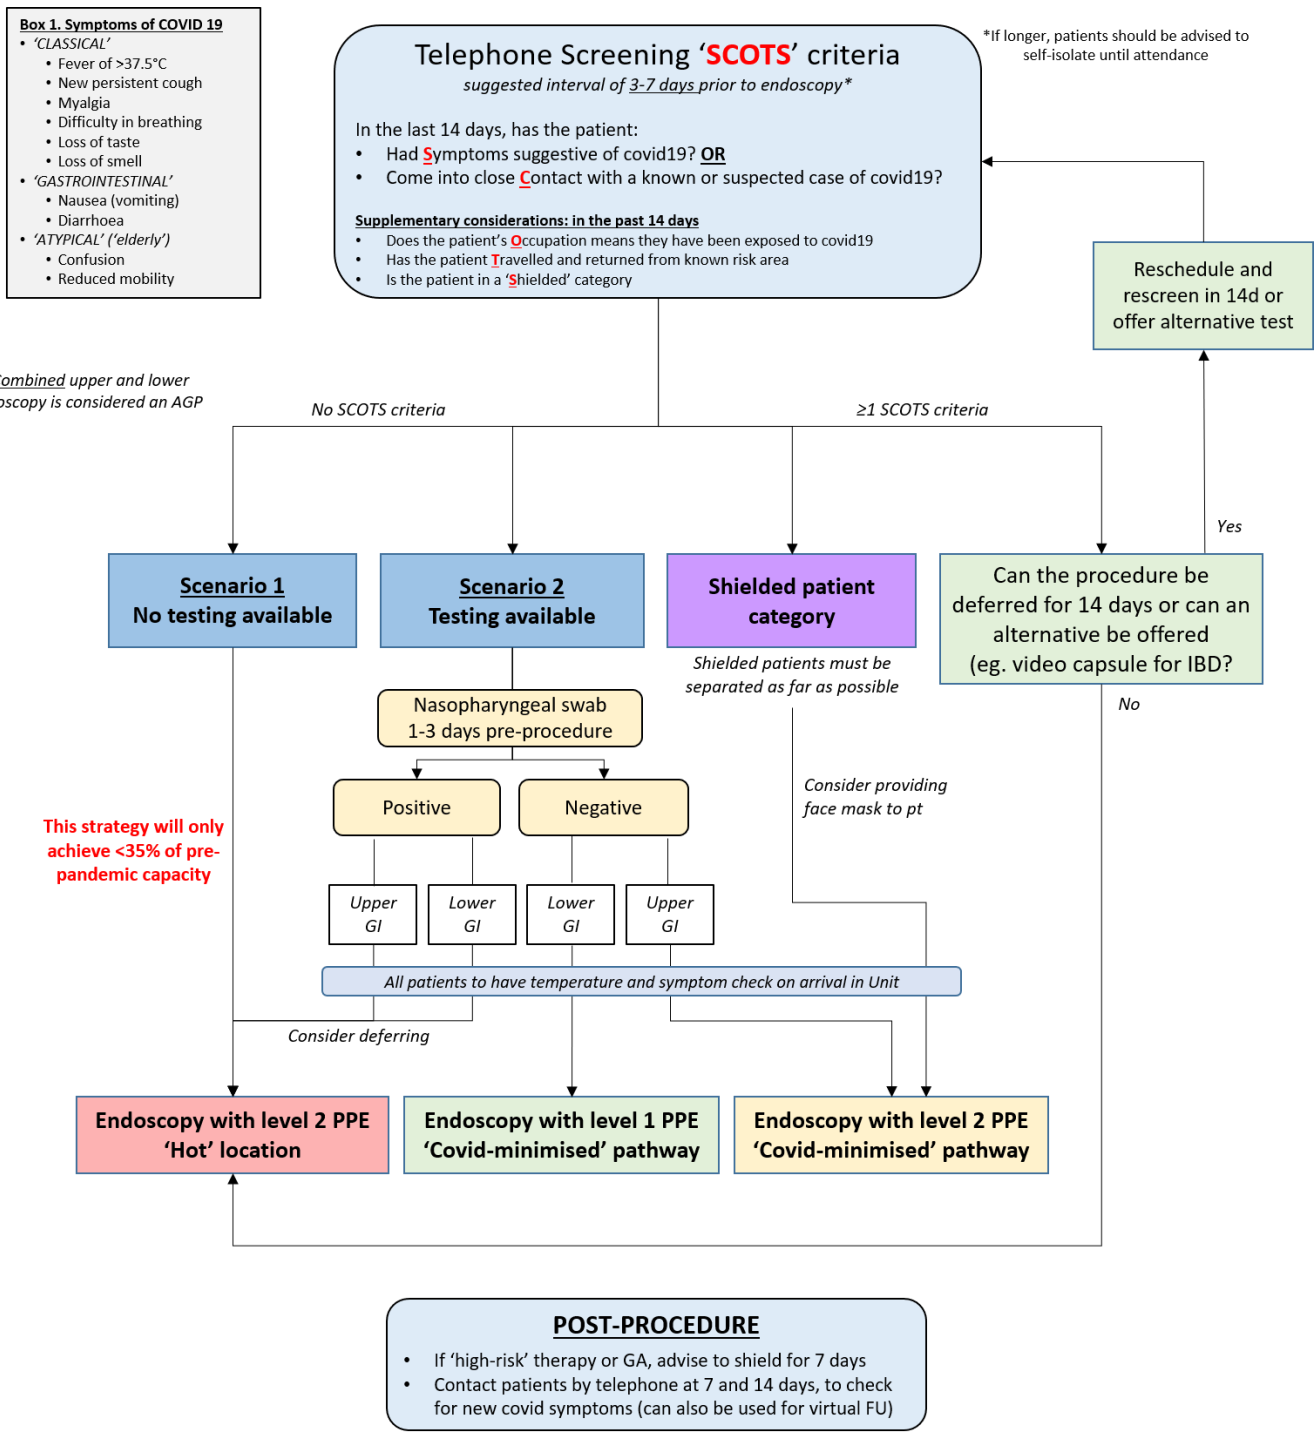 Box 1. Symptoms of COVID 19
• ‘CLASSICAL’
• Fever of >37.5°C
• New persistent cough
• Myalgia
• Difficulty in breathing
• Loss of taste
• Loss of smell
• ‘GASTROINTESTINAL’
• Nausea (vomiting)
• Diarrhoea
• ‘ATYPICAL’ (‘elderly’)
• Confusion
• Reduced mobility
Telephone Screening ‘SCOTS’ criteria
suggested interval of 3-7 days prior to endoscopy*
In the last 14 days, has the patient:
• Had Symptoms suggestive of covid19? OR
• Come into close Contact with a known or suspected case of covid19?
Supplementary considerations: in the past 14 days
• Does the patient’s Occupation means they have been exposed to covid19
• Has the patient Travelled and returned from known risk area
• Is the patient in a ‘Shielded’ category
*If longer, patients should be advised to
self-isolate until attendance
Reschedule and
rescreen in 14d or
offer alternative test
Combined upper and lower
oscopy is considered an AGP
No SCOTS criteria
≥1 SCOTS criteria
Yes
Scenario 1
No testing available
Scenario 2
Testing available
Shielded patient
category
Can the procedure be
deferred for 14 days or can an
alternative be offered
(eg. video capsule for IBD?
Shielded patients must be
separated as far as possible
No
Nasopharyngeal swab
1-3 days pre-procedure
Positive
Negative
Consider providing
face mask to pt
This strategy will only
achieve <35% of pre-
pandemic capacity
Upper
GI
Lower
GI
Lower
GI
Upper
GI
All patients to have temperature and symptom check on arrival in Unit
Consider deferring
Endoscopy with level 2 PPE
‘Hot’ location
Endoscopy with level 1 PPE
‘Covid-minimised’ pathway
Endoscopy with level 2 PPE
‘Covid-minimised’ pathway
POST-PROCEDURE
• If ‘high-risk’ therapy or GA, advise to shield for 7 days
• Contact patients by telephone at 7 and 14 days, to check
for new covid symptoms (can also be used for virtual FU)